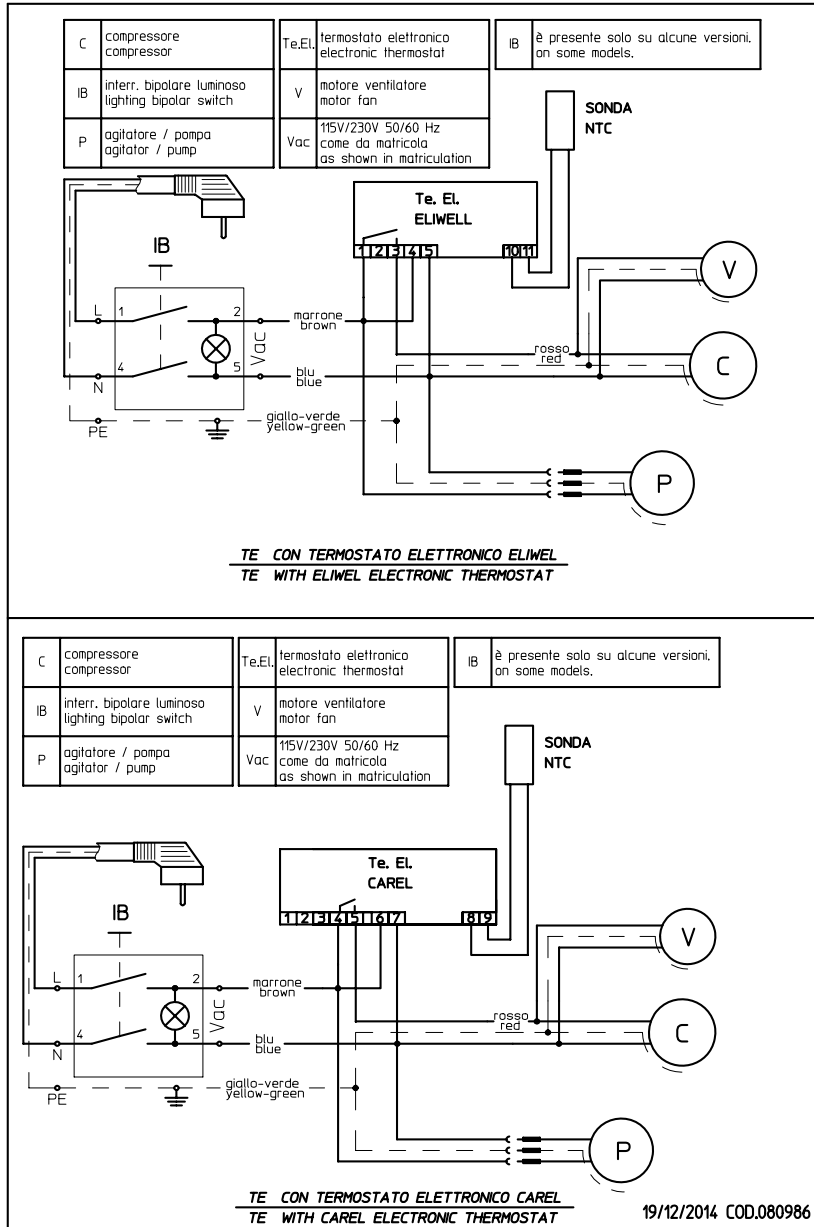 C
compressore
compressor
Te.El.
termostato elettronico
electronic thermostat
IB
è presente solo su alcune versioni.
on some models.
IB
interr. bipolare luminoso
lighting bipolar switch
V
motore ventilatore
motor fan
P
agitatore / pompa
agitator / pump
Vac
115V/230V 50/60 Hz
come da matricola
as shown in matriculation
SONDA
NTC
Te. El.
ELIWELL
1 2 3 4 5 10 11
IB
V
L 1 2
marrone
brown
Vac
rosso
red
C
N 4 5
blu
blue
PE
giallo-verde
yellow-green
P
TE CON TERMOSTATO ELETTRONICO ELIWEL
TE WITH ELIWEL ELECTRONIC THERMOSTAT
C
compressore
compressor
Te.El.
termostato elettronico
electronic thermostat
IB
è presente solo su alcune versioni.
on some models.
IB
interr. bipolare luminoso
lighting bipolar switch
V
motore ventilatore
motor fan
P
agitatore / pompa
agitator / pump
Vac
115V/230V 50/60 Hz
come da matricola
as shown in matriculation
SONDA
NTC
Te. El.
CAREL
1 2 3 4 5 6 7 8 9
IB
V
L 1 2
marrone
brown
Vac
rosso
red
C
N 4 5
blu
blue
PE
giallo-verde
yellow-green
P
TE CON TERMOSTATO ELETTRONICO CAREL
TE WITH CAREL ELECTRONIC THERMOSTAT
19/12/2014 COD.080986